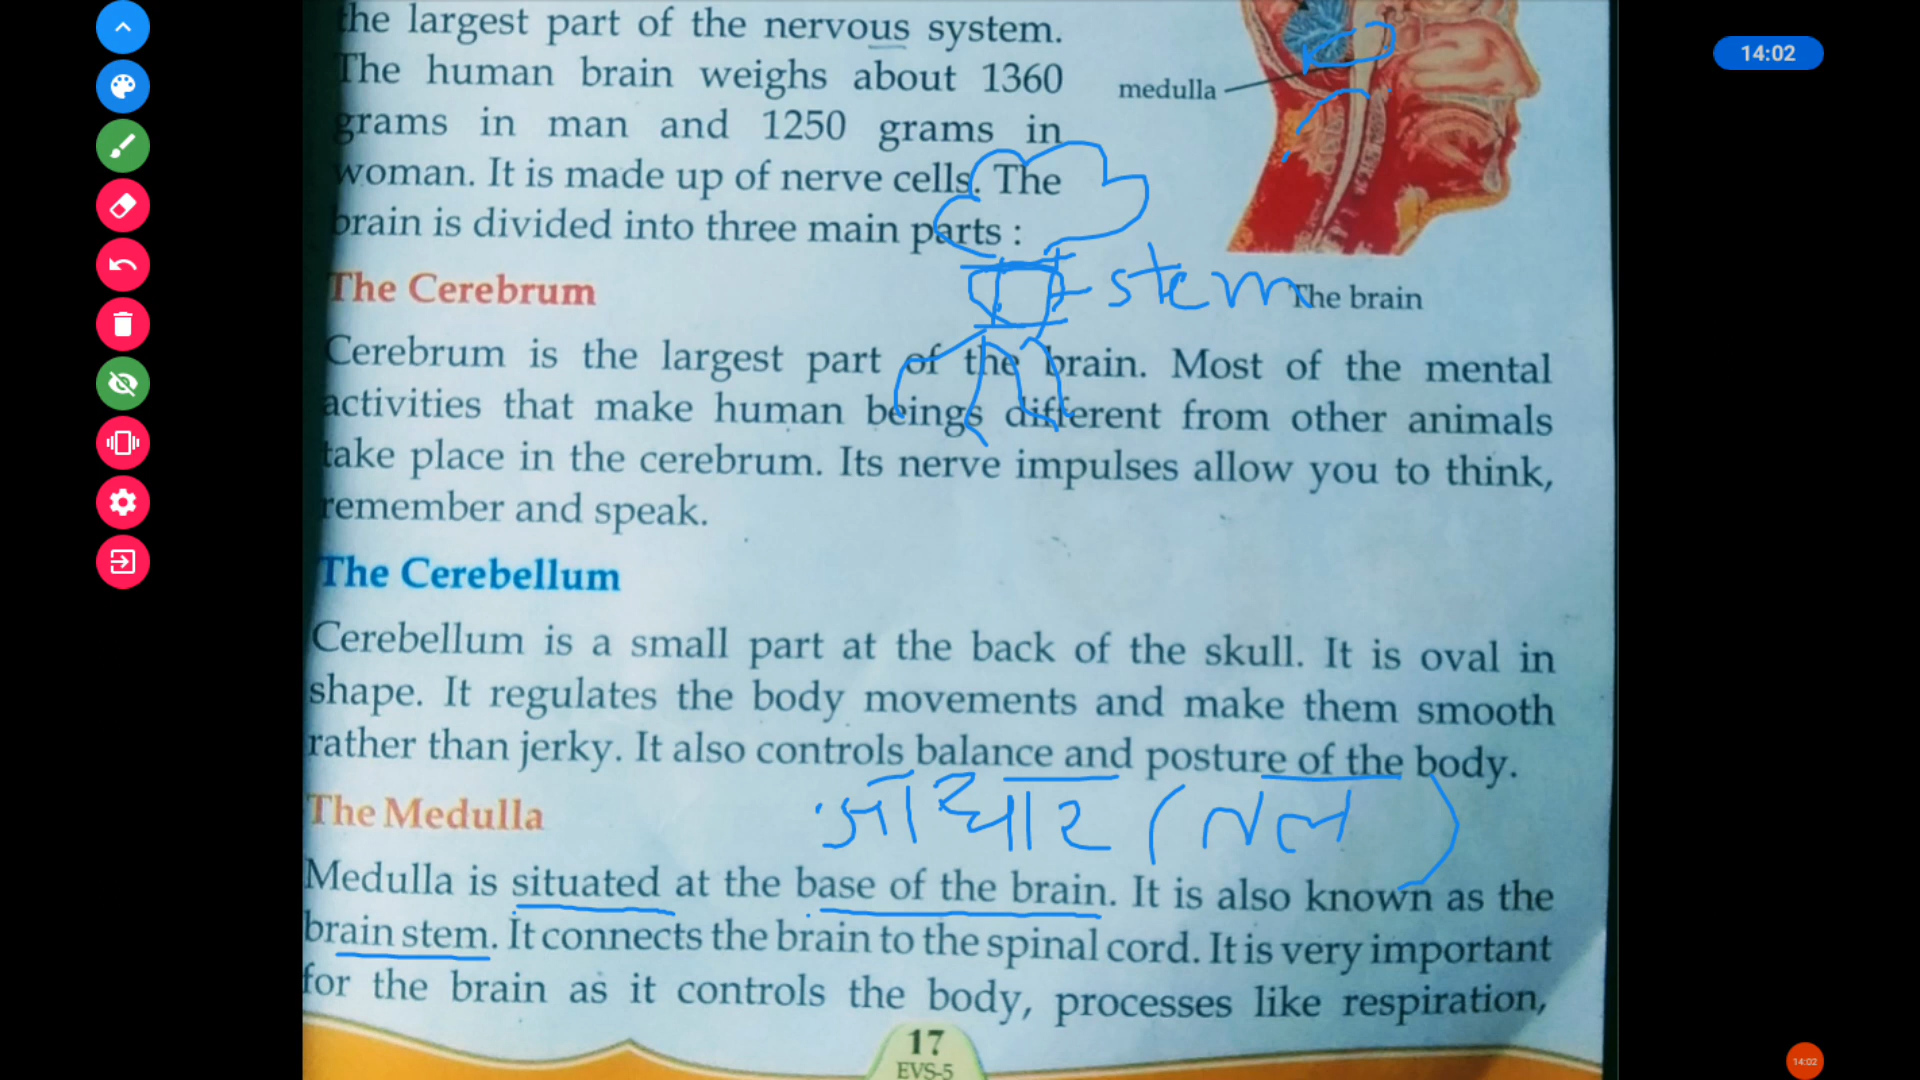 the largest part of the nervous system.
The human brain weighs about 1360
grams in man and 1250 grams in
woman. It is made up of nerve cells. The
brain is divided into three main parts :
medulla
The brain
14:02
stem
The Cerebrum
Cerebrum is the largest part of the brain. Most of the mental
activities that make human beings different from other animals
take place in the cerebrum. Its nerve impulses allow you to think,
remember and speak.
The Cerebellum
Cerebellum is a small part at the back of the skull. It is oval in
shape. It regulates the body movements and make them smooth
rather than jerky. It also controls balance and posture of the body.
The Medulla
आधार (तल)
Medulla is situated at the base of the brain. It is also known as the
brain stem. It connects the brain to the spinal cord. It is very important
for the brain as it controls the body, processes like respiration,
17
EVS-5
14:02